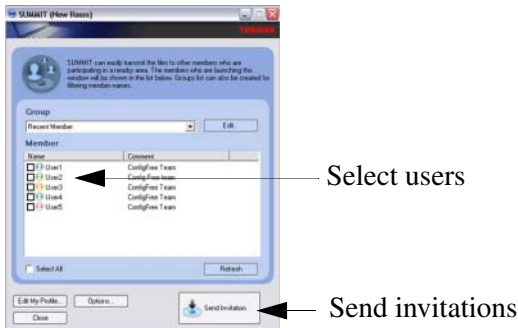 SUMMIT (New Room)
TOSHIBA
SUMMIT can easily transmit the files to other members who are
participating in a nearby area. The members who are launching this
window will be shown in the list below. Groups list can also be created for
filtering member names.
Group
Recent Member
Edit...
Member
Name Comment
User1 ConfigFree Team
User2 ConfigFree team
User3 ConfigFree Team
User4 ConfigFree Team
User5 ConfigFree Team
Select users
Select All
Refresh
Edit My Profile...
Options...
Send Invitation
Close
Send invitations